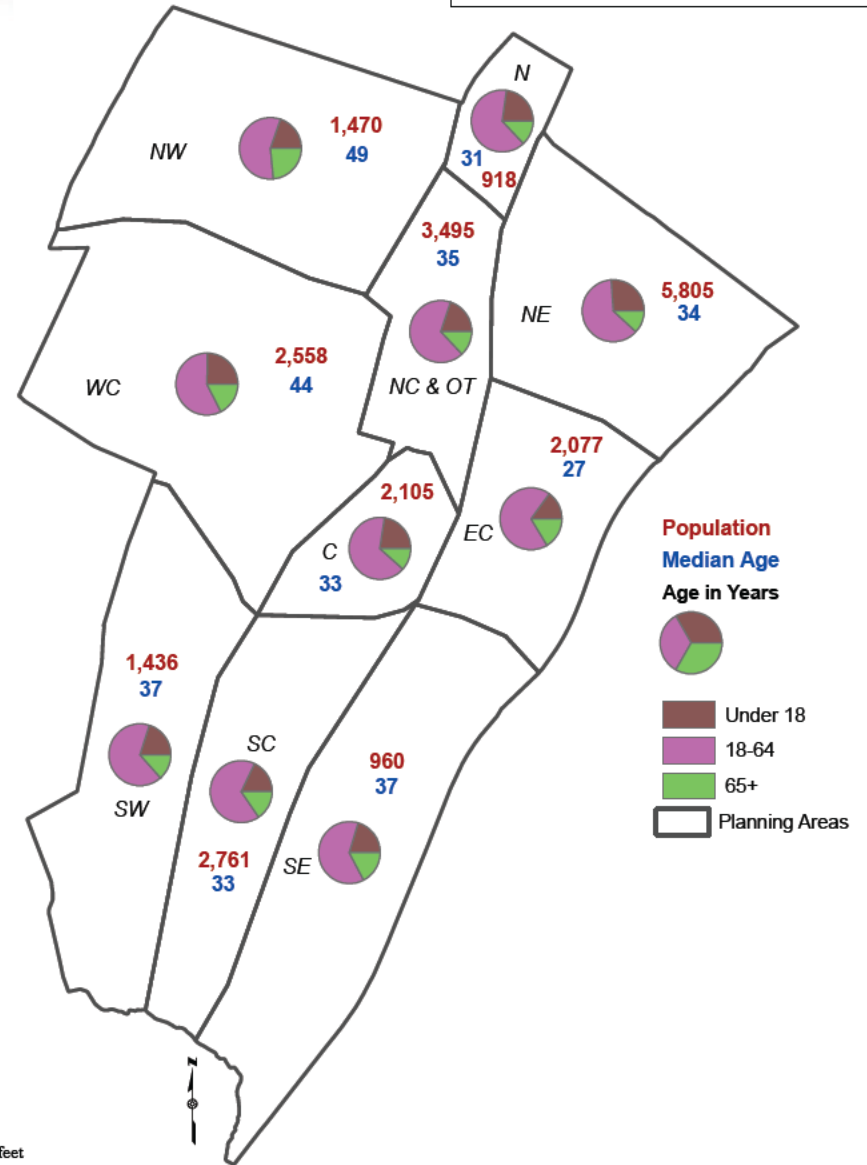 N
NW
1,470
49
31
918
3,495
35
NE
5,805
34
WC
2,558
44
NC & OT
2,077
27
2,105
C
33
EC
Population
Median Age
Age in Years
Under 18
18-64
65+
Planning Areas
1,436
37
SW
SC
2,761
33
960
37
SE
N
feet